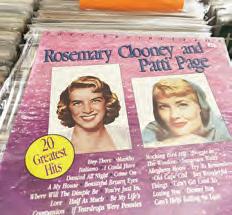 Rosemary Clooney and
Patti Page
20
Greatest
Hits
Hey There · Mambo
Italiano · I Could Have
Danced All Night · Come On
A My House · Beautiful Brown Eyes
Where Will The Dimple Be · You're Just In
Love · Half As Much · Be My Life's
Companion · If Teardrops Were Pennies
Mocking Bird Hill ·
The Window · Tennessee Waltz
Allegheny Moon · Try To Remember
Old Cape Cod ·
Things · Can't Get Used To
Losing You ·
Can't Help Falling In Love